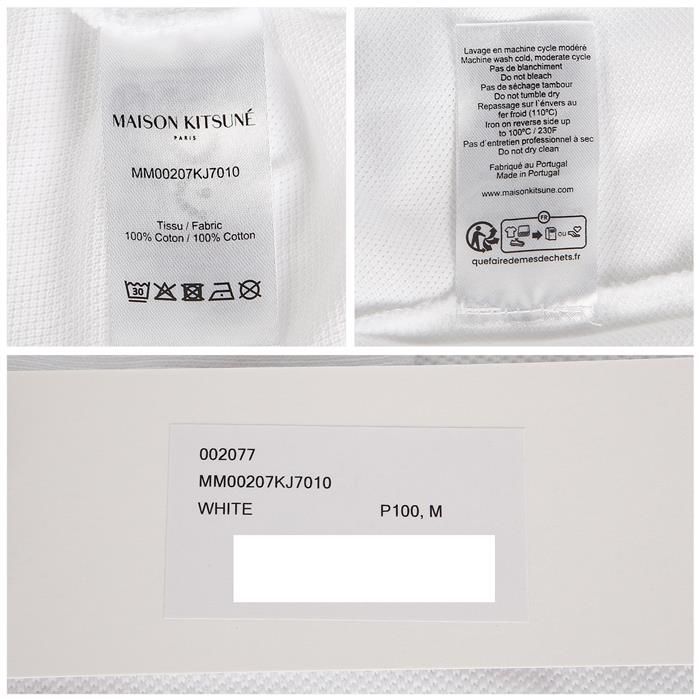 MAISON KITSUNÉ
PARIS
MM00207KJ7010
Tissu / Fabric
100% Coton / 100% Cotton
30
Lavage en machine cycle modéré
Machine wash cold, moderate cycle
Pas de blanchiment
Do not bleach
Pas de séchage tambour
Do not tumble dry
Repassage sur l'énvers au
fer froid (110ºC)
Iron on reverse side up
to 100ºC / 230F
Pas d'entretien professionnel à sec
Do not dry clean
Fabriqué au Portugal
Made in Portugal
www.maisonkitsune.com
FR
OU
quefairedemesdechets.fr
002077
MM00207KJ7010
WHITE P100, M